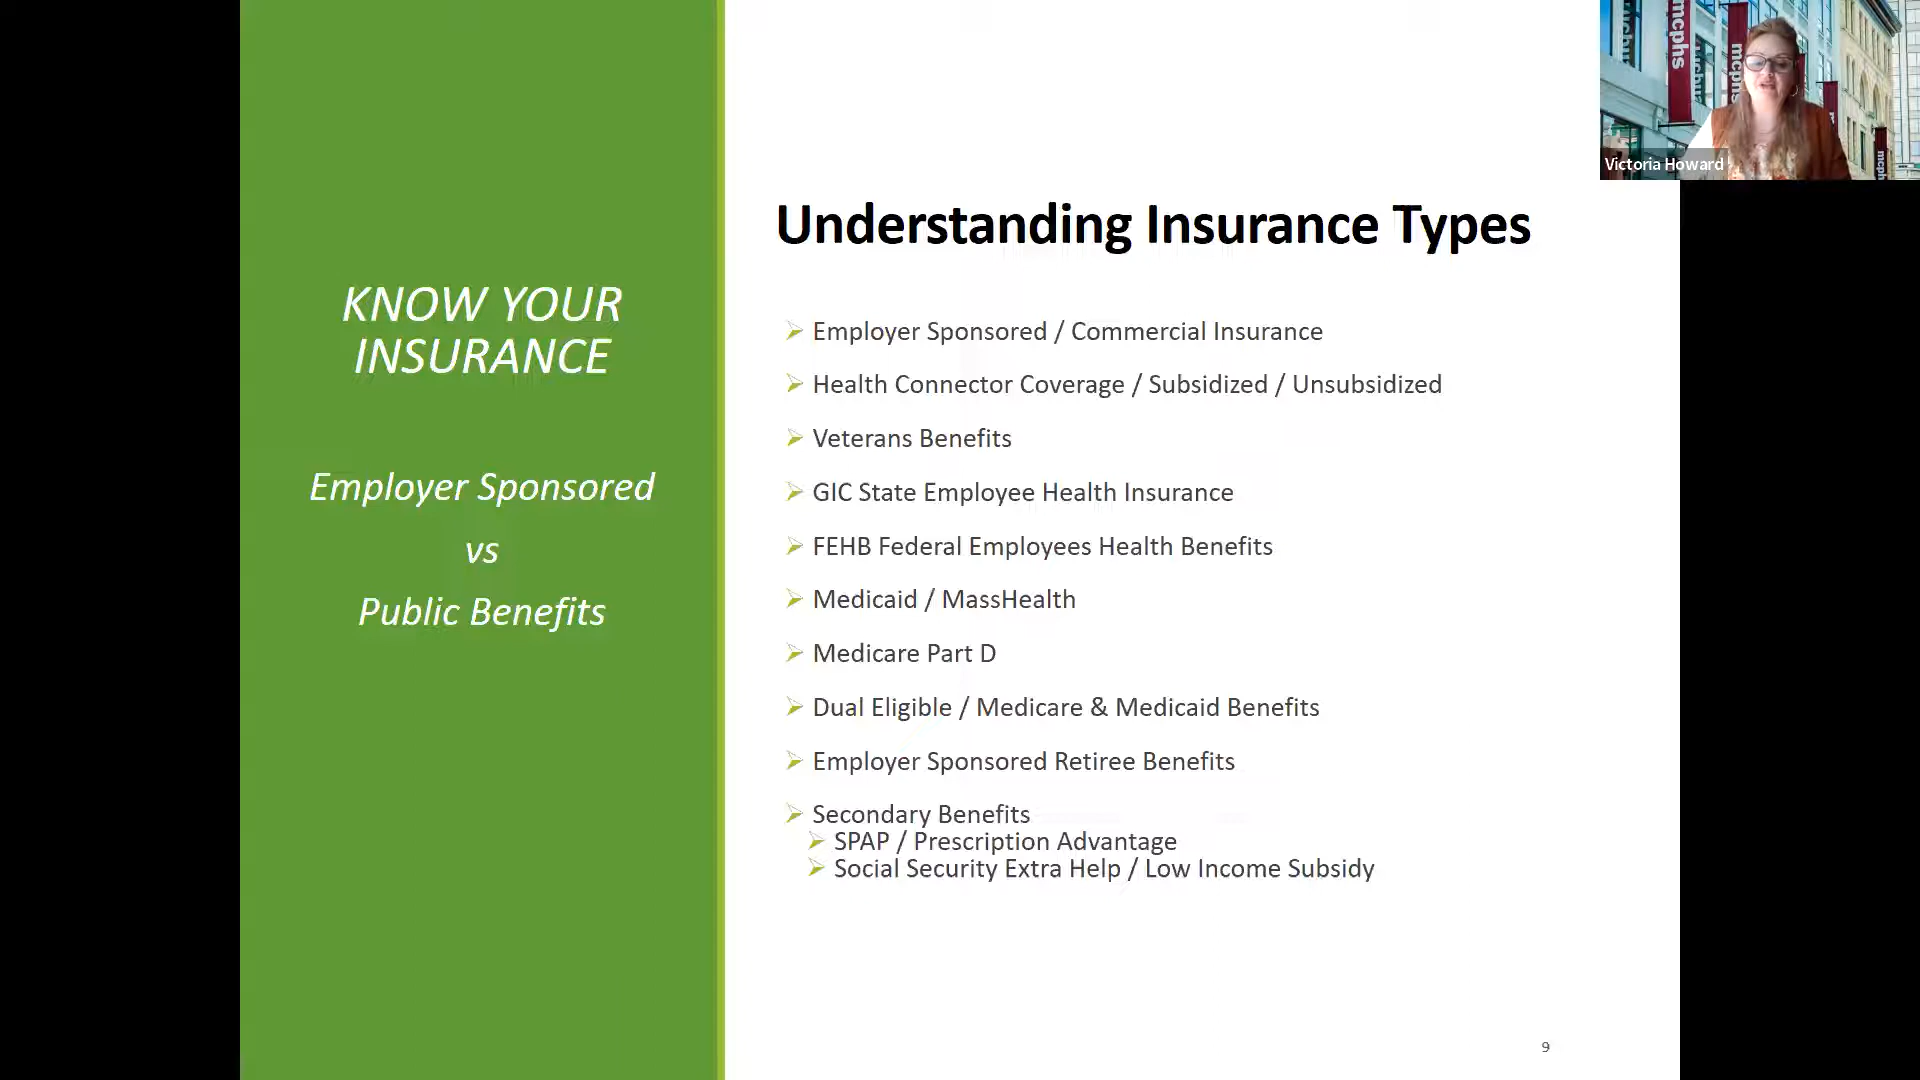 KNOW YOUR
INSURANCE
Employer Sponsored
vs
Public Benefits
Understanding Insurance Types
Employer Sponsored / Commercial Insurance
Health Connector Coverage / Subsidized / Unsubsidized
Veterans Benefits
GIC State Employee Health Insurance
FEHB Federal Employees Health Benefits
Medicaid / MassHealth
Medicare Part D
Dual Eligible / Medicare & Medicaid Benefits
Employer Sponsored Retiree Benefits
Secondary Benefits
SPAP / Prescription Advantage
Social Security Extra Help / Low Income Subsidy
9
mcphs
mcphs
mcphs
Victoria Howard